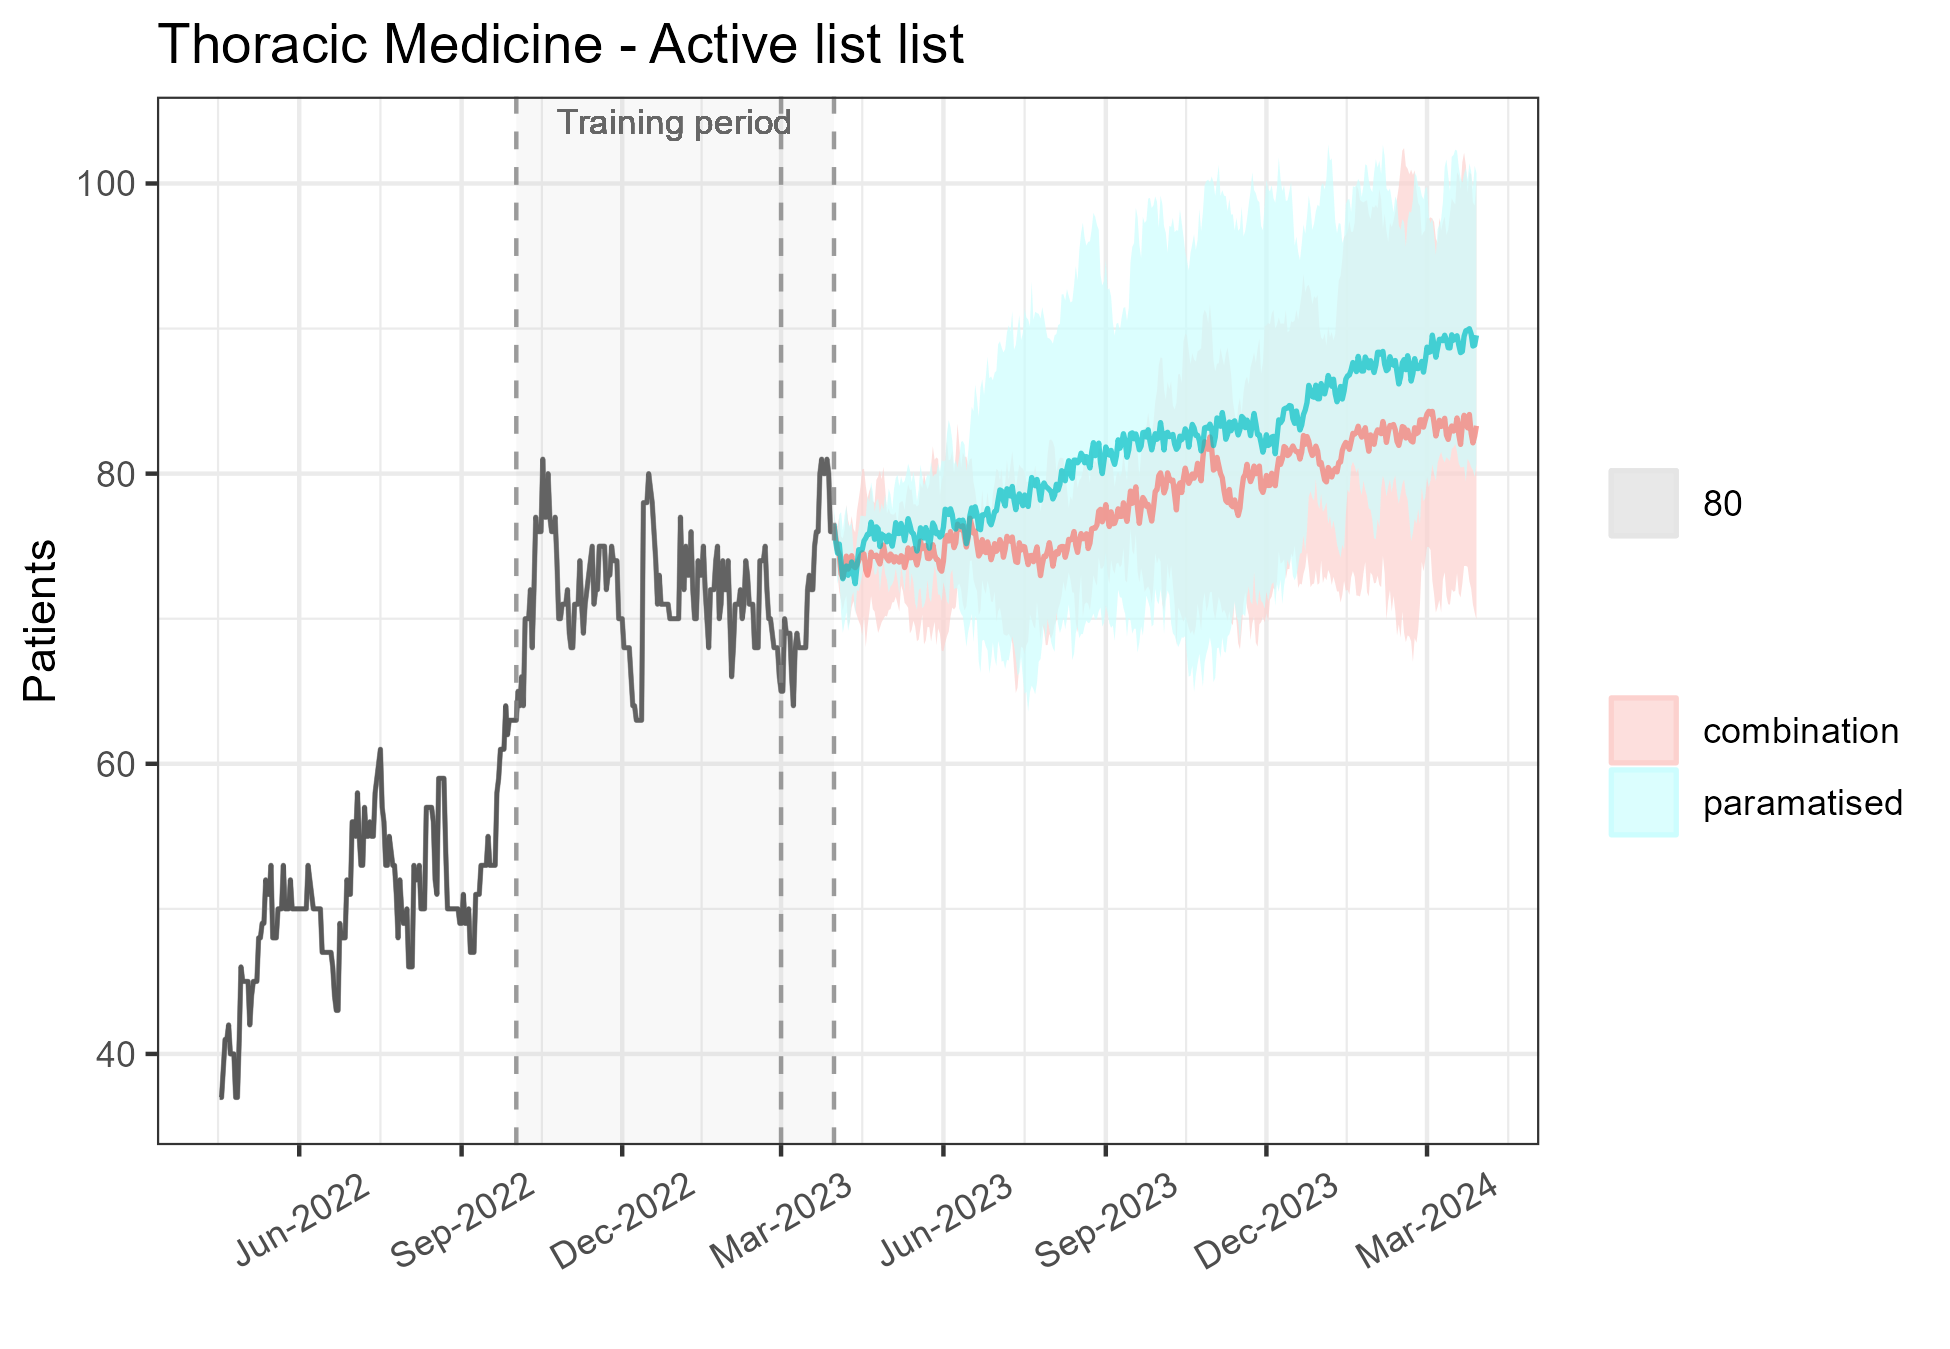 Thoracic Medicine - Active list list
Training period
Patients
100
80
60
40
Jun-2022
Sep-2022
Dec-2022
Mar-2023
Jun-2023
Sep-2023
Dec-2023
Mar-2024
80
combination
paramatised